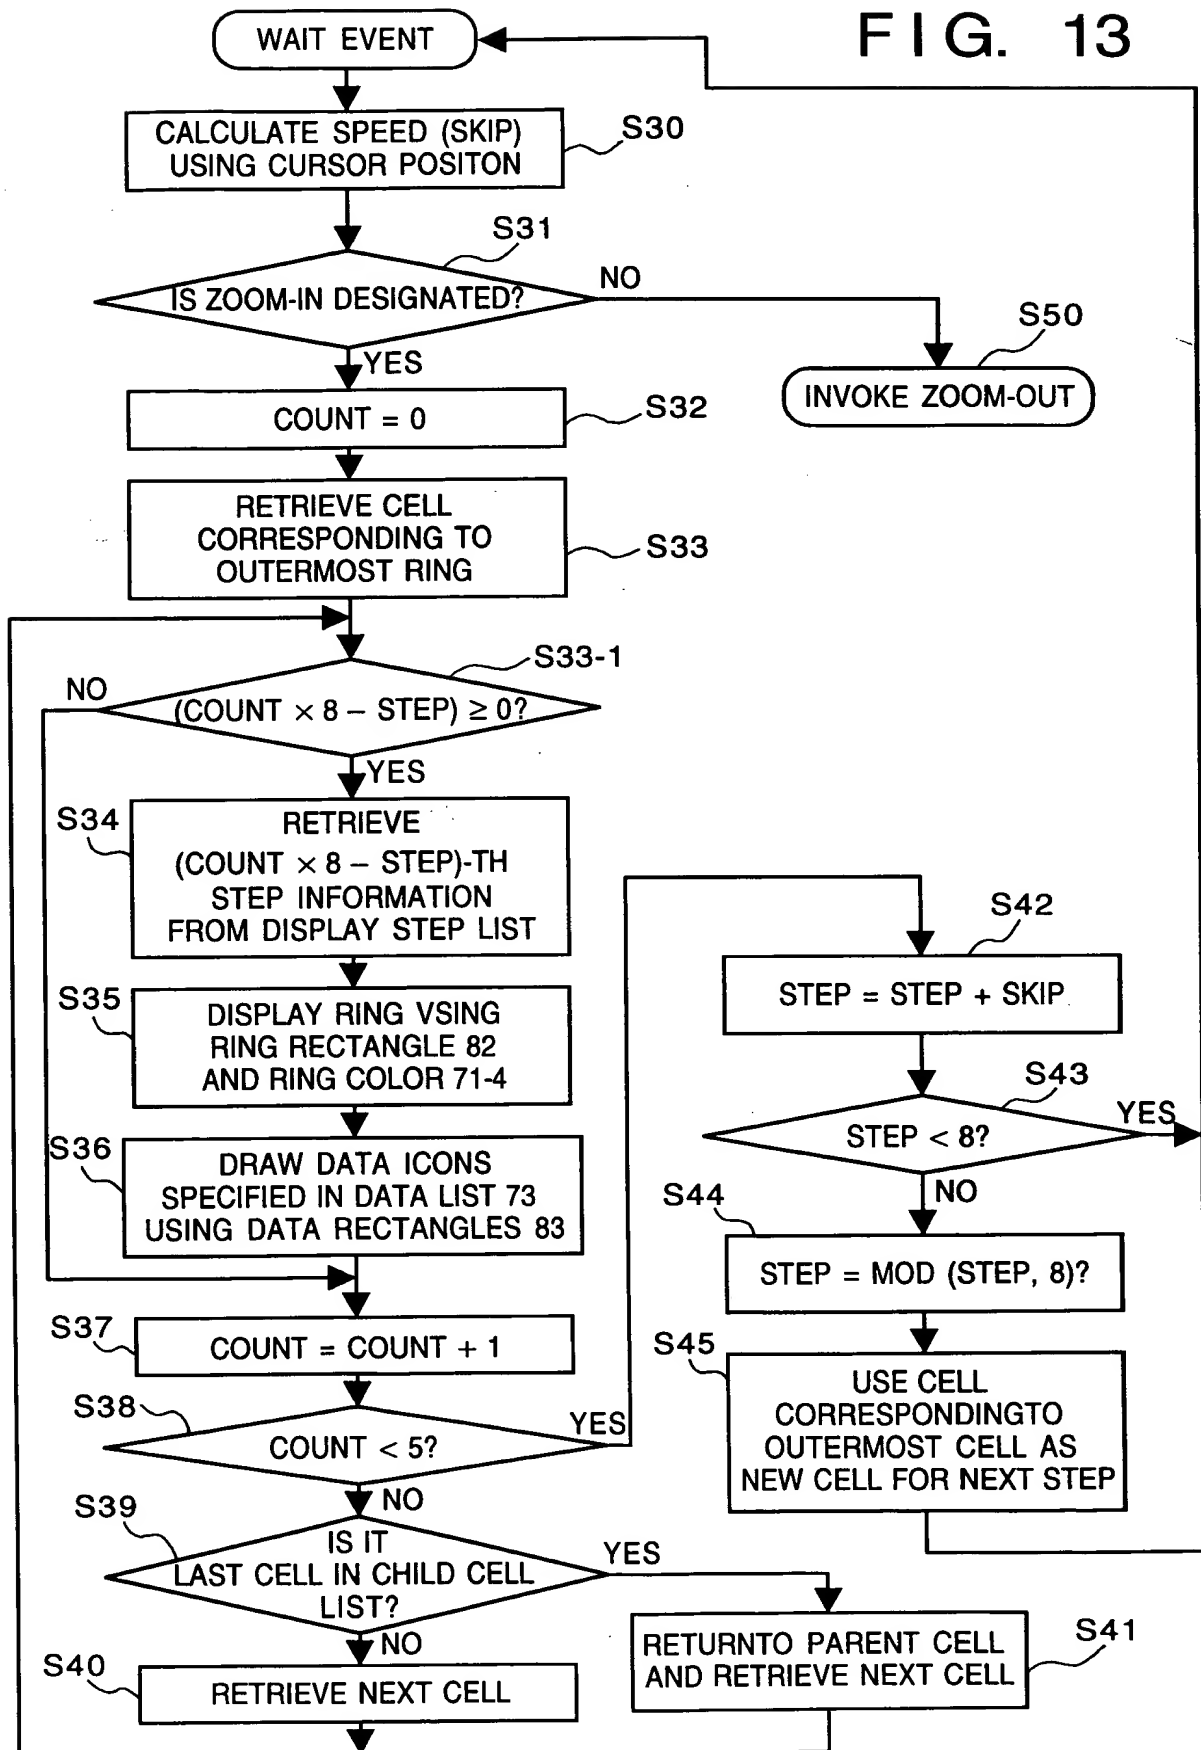 FIG. 13
WAIT EVENT
CALCULATE SPEED (SKIP)
USING CURSOR POSITON
S30
S31
IS ZOOM-IN DESIGNATED?
NO
YES
S50
INVOKE ZOOM-OUT
COUNT = 0
S32
RETRIEVE CELL
CORRESPONDING TO
OUTERMOST RING
S33
S33-1
(COUNT × 8 – STEP) ≥ 0?
NO
YES
S34
RETRIEVE
(COUNT × 8 – STEP)-TH
STEP INFORMATION
FROM DISPLAY STEP LIST
S35
DISPLAY RING VSING
RING RECTANGLE 82
AND RING COLOR 71-4
S36
DRAW DATA ICONS
SPECIFIED IN DATA LIST 73
USING DATA RECTANGLES 83
S37
COUNT = COUNT + 1
S38
COUNT < 5?
YES
NO
S39
IS IT
LAST CELL IN CHILD CELL
LIST?
YES
NO
S40
RETRIEVE NEXT CELL
S41
RETURNTO PARENT CELL
AND RETRIEVE NEXT CELL
S42
STEP = STEP + SKIP
S43
STEP < 8?
YES
NO
S44
STEP = MOD (STEP, 8)?
S45
USE CELL
CORRESPONDINGTO
OUTERMOST CELL AS
NEW CELL FOR NEXT STEP